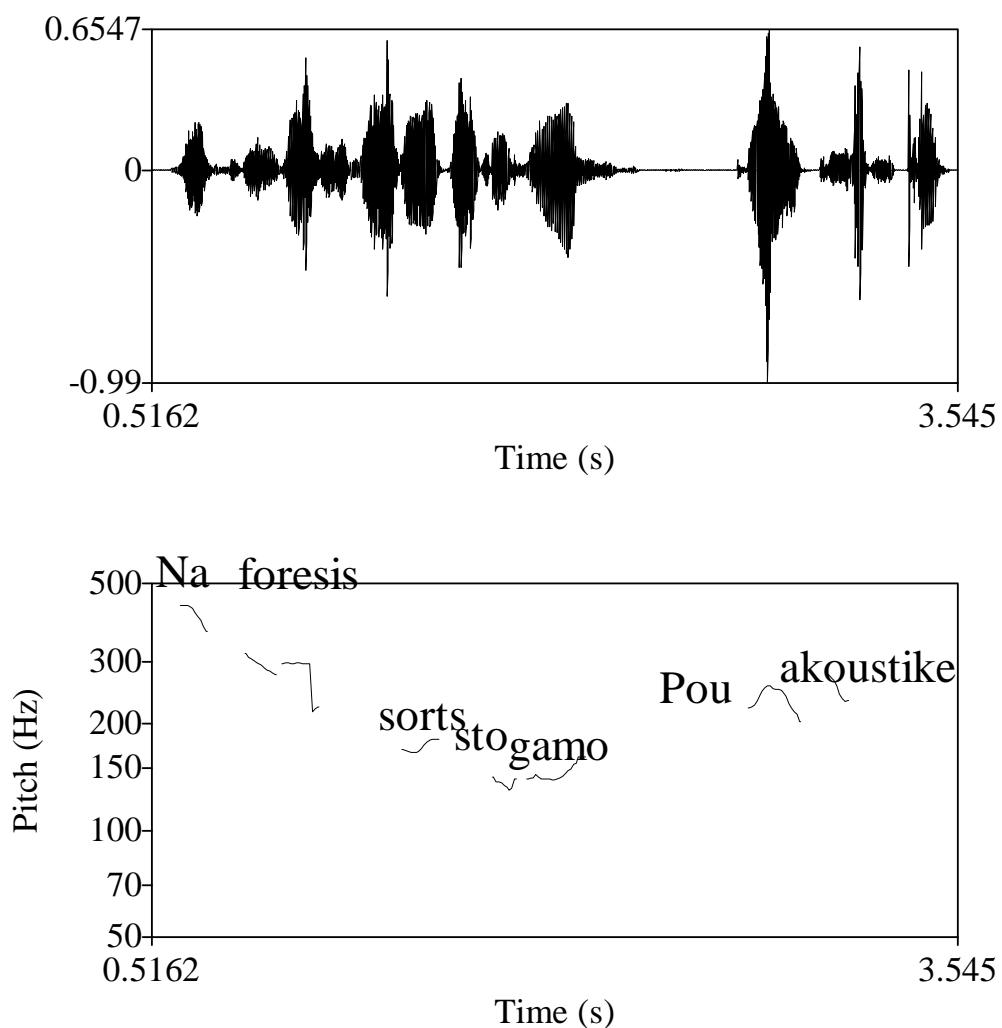 0.6547
0
-0.99
0.5162 3.545
Time (s)
500
300
200
150
100
70
50
Pitch (Hz)
Na foresis
sorts
sto
gamo
Pou
akoustike
0.5162 3.545
Time (s)